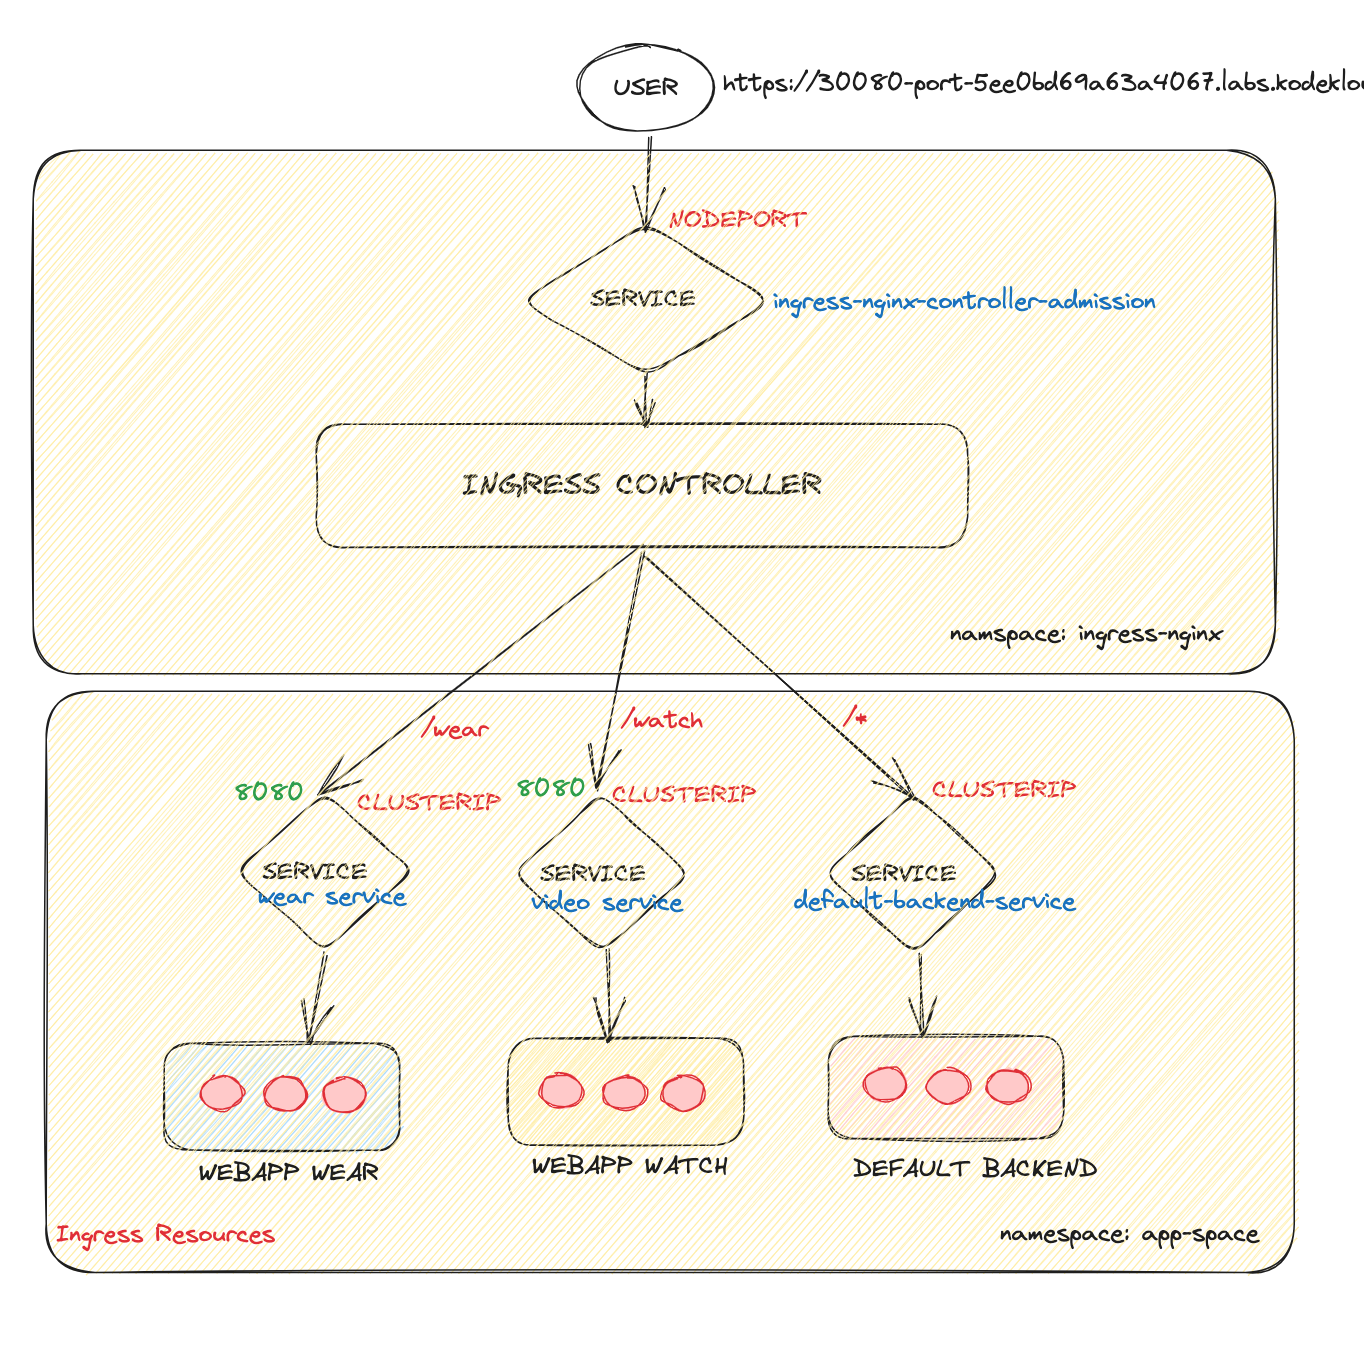 USER
https://30080-port-5ee0bd69a63a4067.labs.kodeklou
NODEPORT
SERVICE
ingress-nginx-controller-admission
INGRESS CONTROLLER
namspace: ingress-nginx
/wear
/watch
/*
8080
CLUSTERIP
8080
CLUSTERIP
CLUSTERIP
SERVICE
wear service
SERVICE
video service
SERVICE
default-backend-service
WEBAPP WEAR
WEBAPP WATCH
DEFAULT BACKEND
Ingress Resources
namespace: app-space